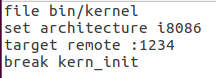 file bin/kernel
set architecture i8086
target remote :1234
break kern_init